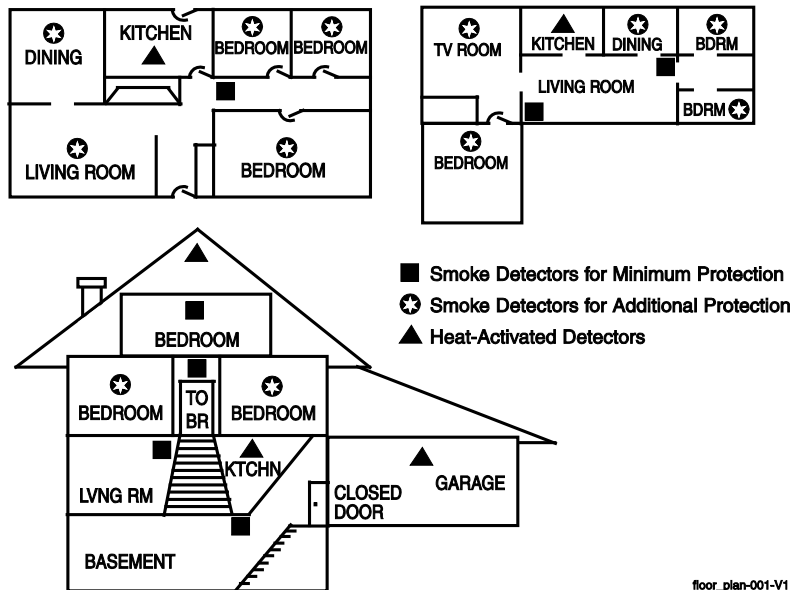 DINING
KITCHEN
BEDROOM
BEDROOM
LIVING ROOM
BEDROOM
TV ROOM
KITCHEN
DINING
BDRM
LIVING ROOM
BDRM
BEDROOM
Smoke Detectors for Minimum Protection
Smoke Detectors for Additional Protection
Heat-Activated Detectors
BEDROOM
BEDROOM
TO
BR
BEDROOM
LVNG RM
KTCHN
CLOSED
DOOR
GARAGE
BASEMENT
floor_plan-001-V1